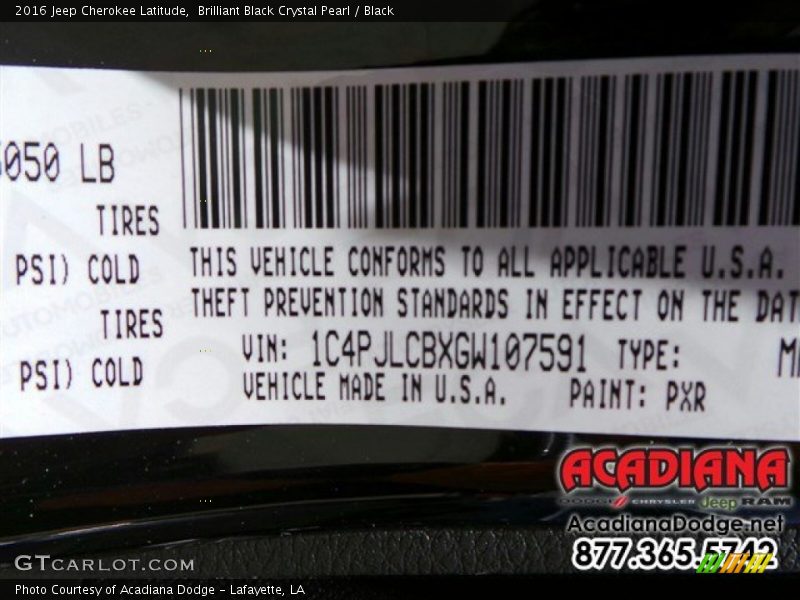 2016 Jeep Cherokee Latitude, Brilliant Black Crystal Pearl / Black
050 LB
TIRES
PSI) COLD
TIRES
PSI) COLD
THIS VEHICLE CONFORMS TO ALL APPLICABLE U.S.A.
THEFT PREVENTION STANDARDS IN EFFECT ON THE DAT
VIN: 1C4PJLCBXGW107591 TYPE:
VEHICLE MADE IN U.S.A. PAINT: PXR
ACADIANA
DODGE CHRYSLER Jeep RAM
AcadianaDodge.net
877.365.5742
GTCarlot.com
Photo Courtesy of Acadiana Dodge - Lafayette, LA